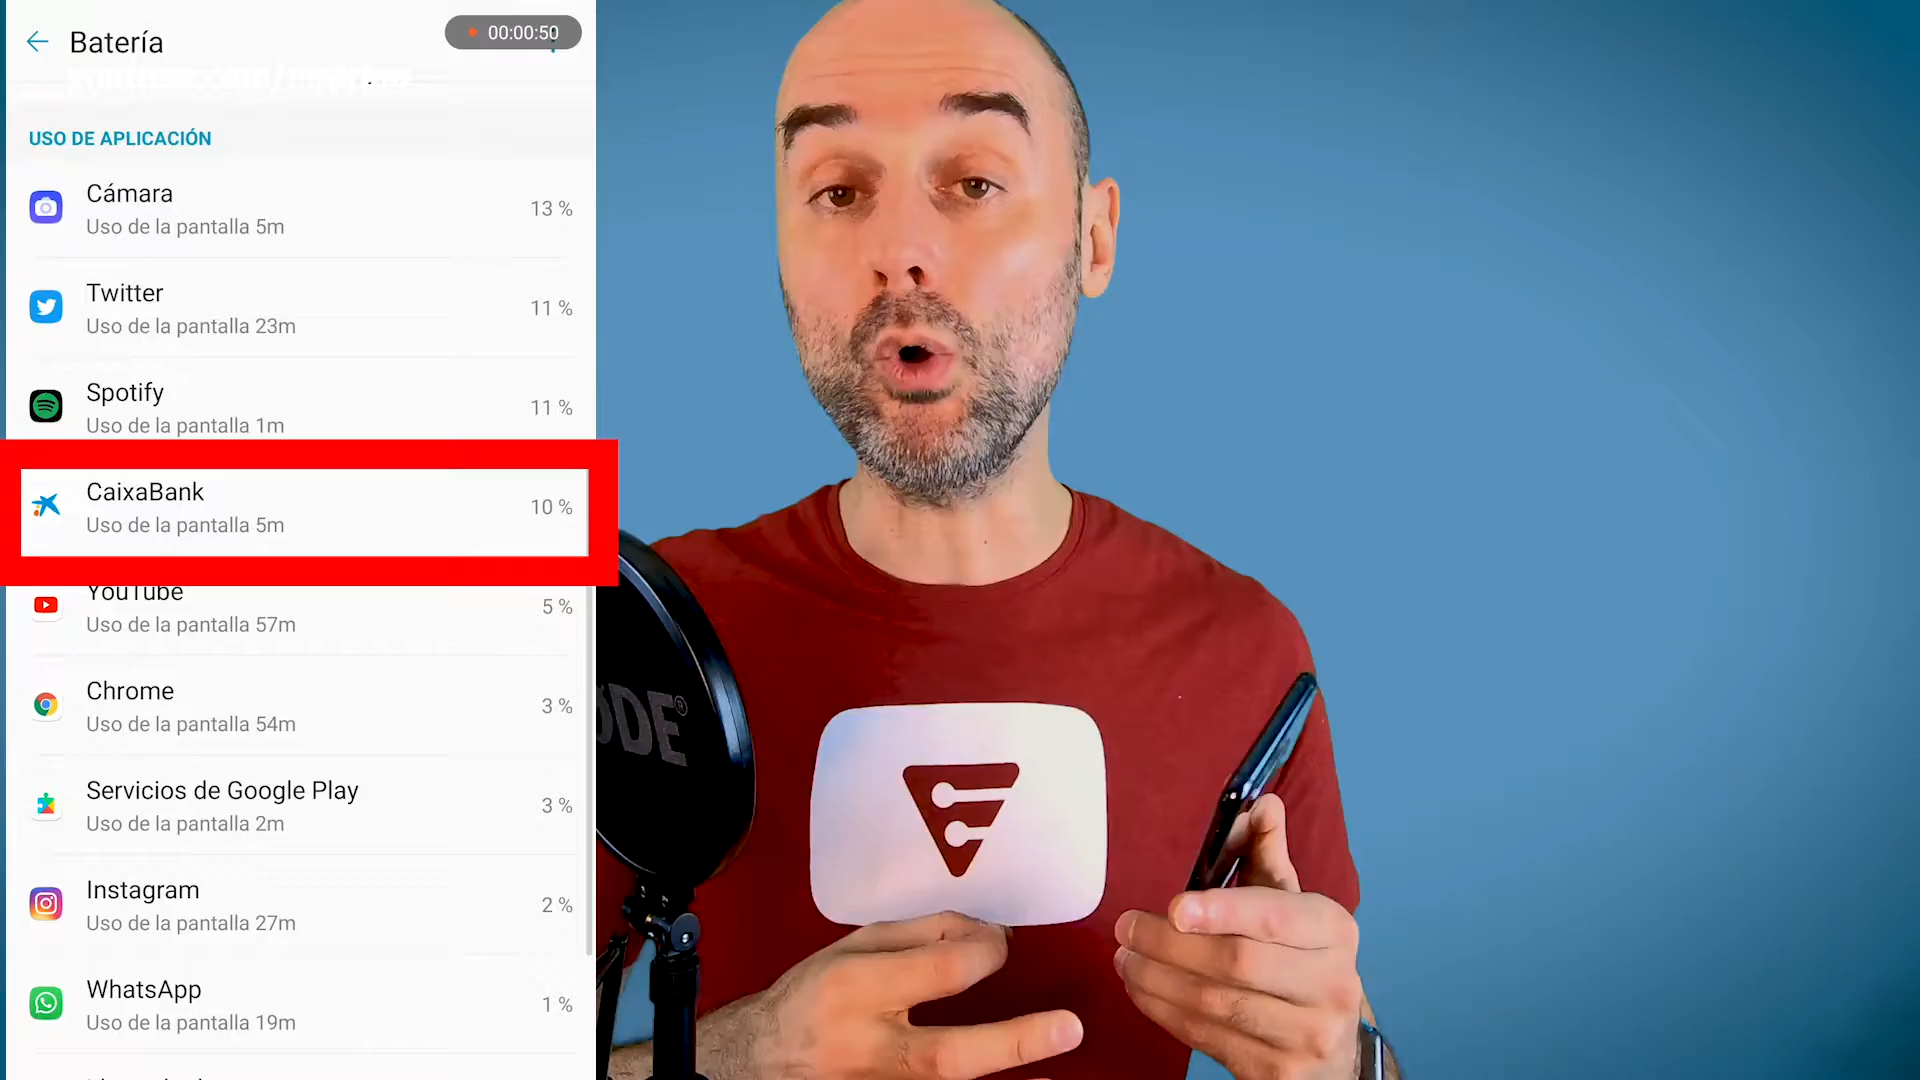 Batería
00:00:50
USO DE APLICACIÓN
Cámara
Uso de la pantalla 5m
13 %
Twitter
Uso de la pantalla 23m
11 %
Spotify
Uso de la pantalla 1m
11 %
CaixaBank
Uso de la pantalla 5m
10 %
YouTube
Uso de la pantalla 57m
5 %
Chrome
Uso de la pantalla 54m
3 %
Servicios de Google Play
Uso de la pantalla 2m
3 %
Instagram
Uso de la pantalla 27m
2 %
WhatsApp
Uso de la pantalla 19m
1 %